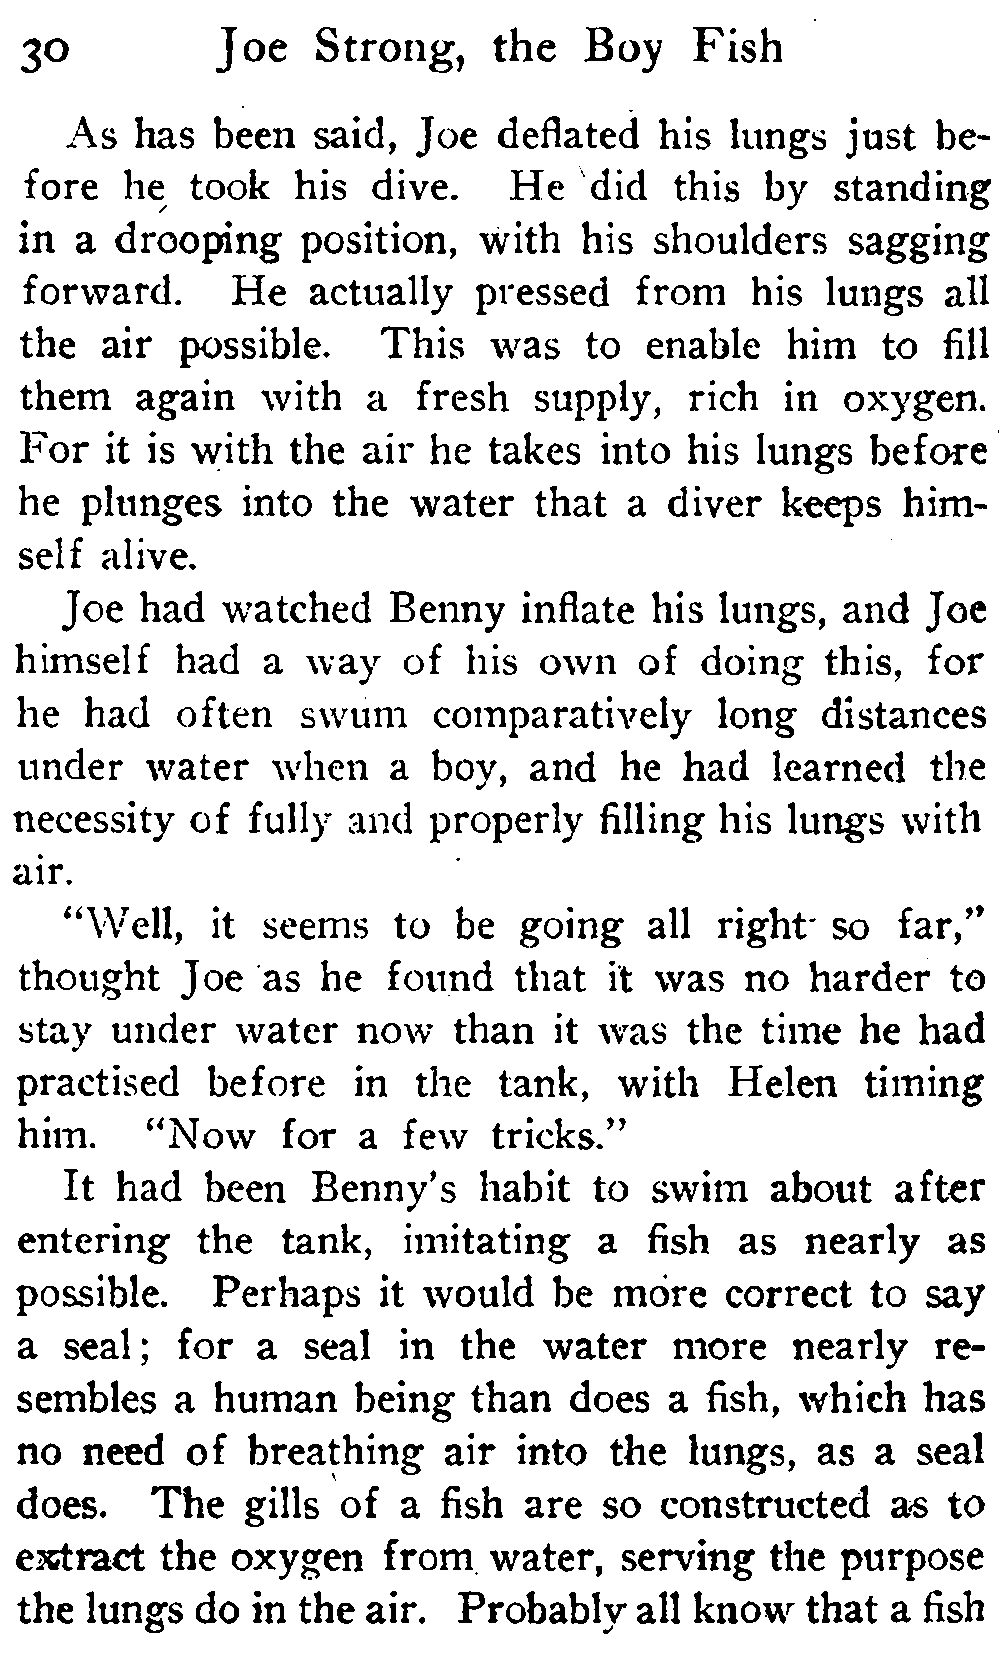 30 Joe Strong, the Boy Fish
As has been said, Joe deflated his lungs just be-
fore he took his dive. He did this by standing
in a drooping position, with his shoulders sagging
forward. He actually pressed from his lungs all
the air possible. This was to enable him to fill
them again with a fresh supply, rich in oxygen.
For it is with the air he takes into his lungs before
he plunges into the water that a diver keeps him-
self alive.
Joe had watched Benny inflate his lungs, and Joe
himself had a way of his own of doing this, for
he had often swum comparatively long distances
under water when a boy, and he had learned the
necessity of fully and properly filling his lungs with
air.
"Well, it seems to be going all right so far,"
thought Joe as he found that it was no harder to
stay under water now than it was the time he had
practised before in the tank, with Helen timing
him. "Now for a few tricks."
It had been Benny's habit to swim about after
entering the tank, imitating a fish as nearly as
possible. Perhaps it would be more correct to say
a seal; for a seal in the water more nearly re-
sembles a human being than does a fish, which has
no need of breathing air into the lungs, as a seal
does. The gills of a fish are so constructed as to
extract the oxygen from water, serving the purpose
the lungs do in the air. Probably all know that a fish